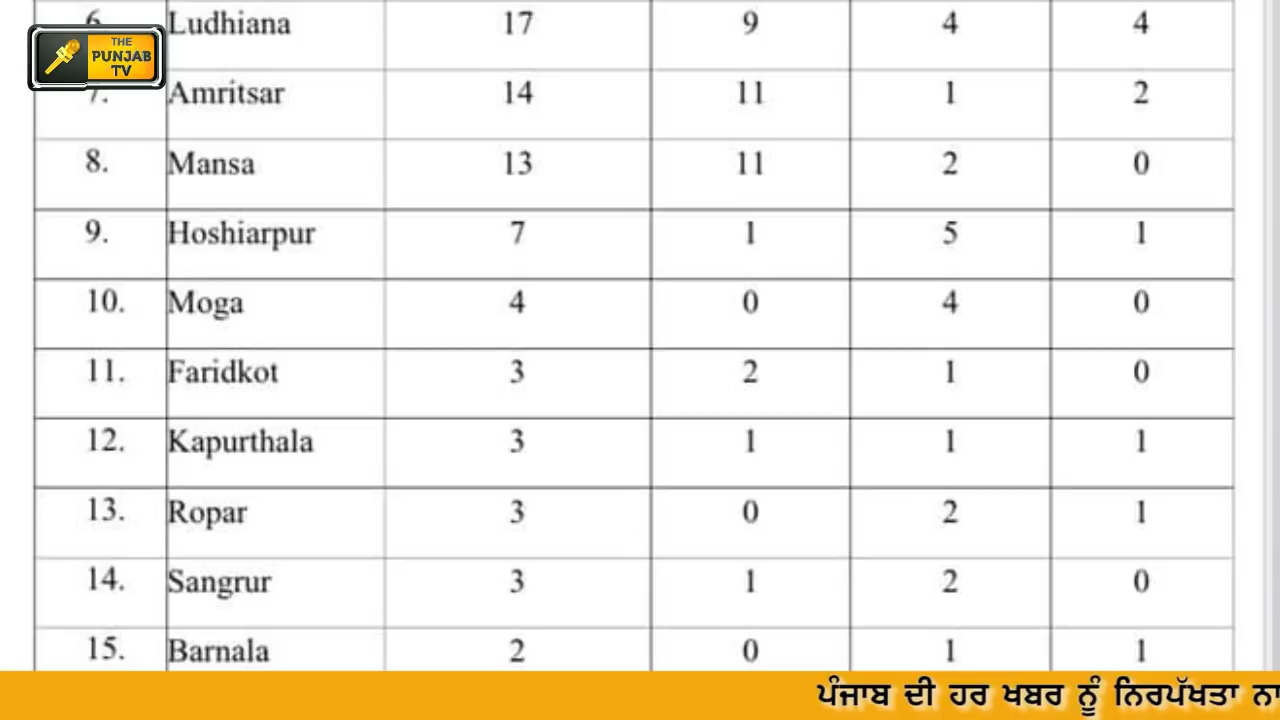 6. Ludhiana 17 9 4 4
THE
PUNJAB
TV
7. Amritsar 14 11 1 2
8. Mansa 13 11 2 0
9. Hoshiarpur 7 1 5 1
10. Moga 4 0 4 0
11. Faridkot 3 2 1 0
12. Kapurthala 3 1 1 1
13. Ropar 3 0 2 1
14. Sangrur 3 1 2 0
15. Barnala 2 0 1 1
ਪੰਜਾਬ ਦੀ ਹਰ ਖਬਰ ਨੂੰ ਨਿਰਪੱਖਤਾ ਨਾ